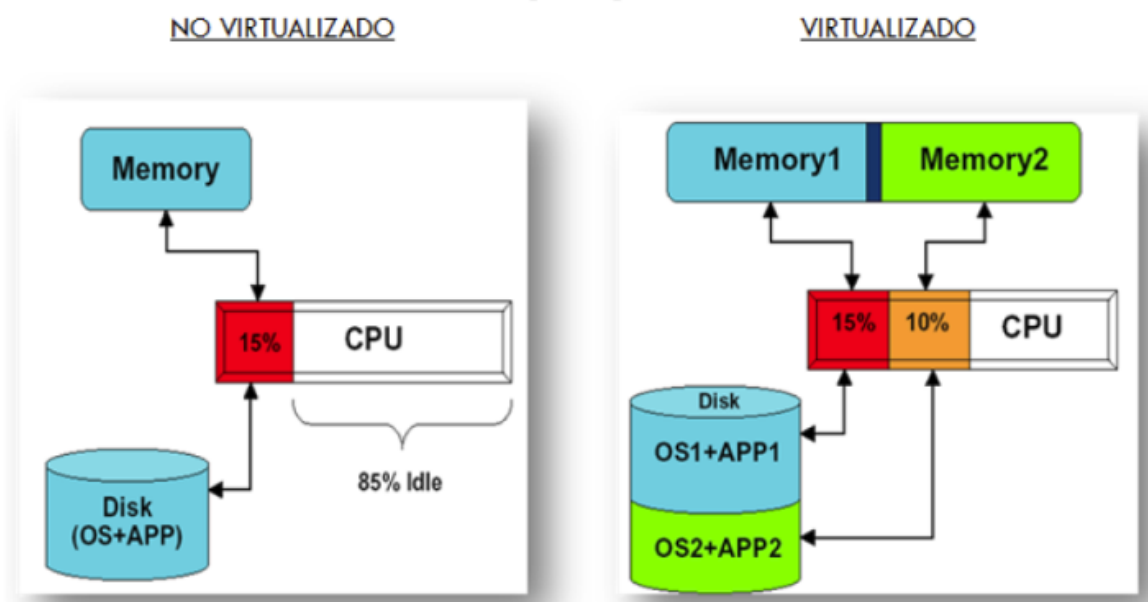 NO VIRTUALIZADO
Memory
15%
CPU
85% Idle
Disk
(OS+APP)
VIRTUALIZADO
Memory1
Memory2
15%
10%
CPU
Disk
OS1+APP1
OS2+APP2